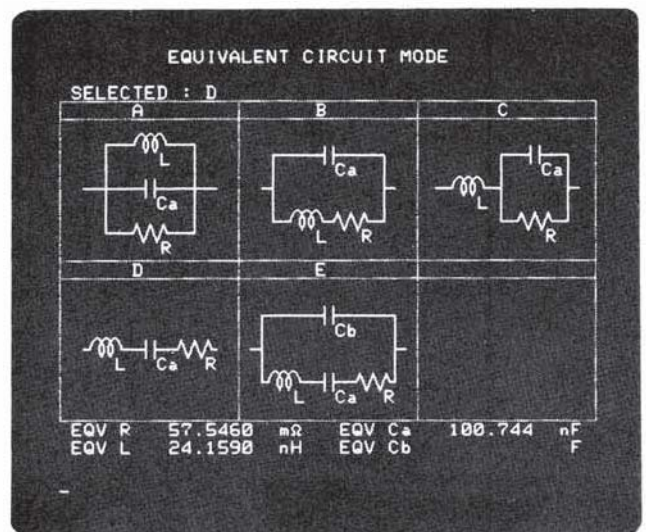 EQUIVALENT CIRCUIT MODE
SELECTED : D
A B C
L Ca R
Ca L R
L Ca R
D E
L Ca R
Cb L Ca R
EQV R 57.5460 mΩ EQV Ca 100.744 nF
EQV L 24.1590 nH EQV Cb F